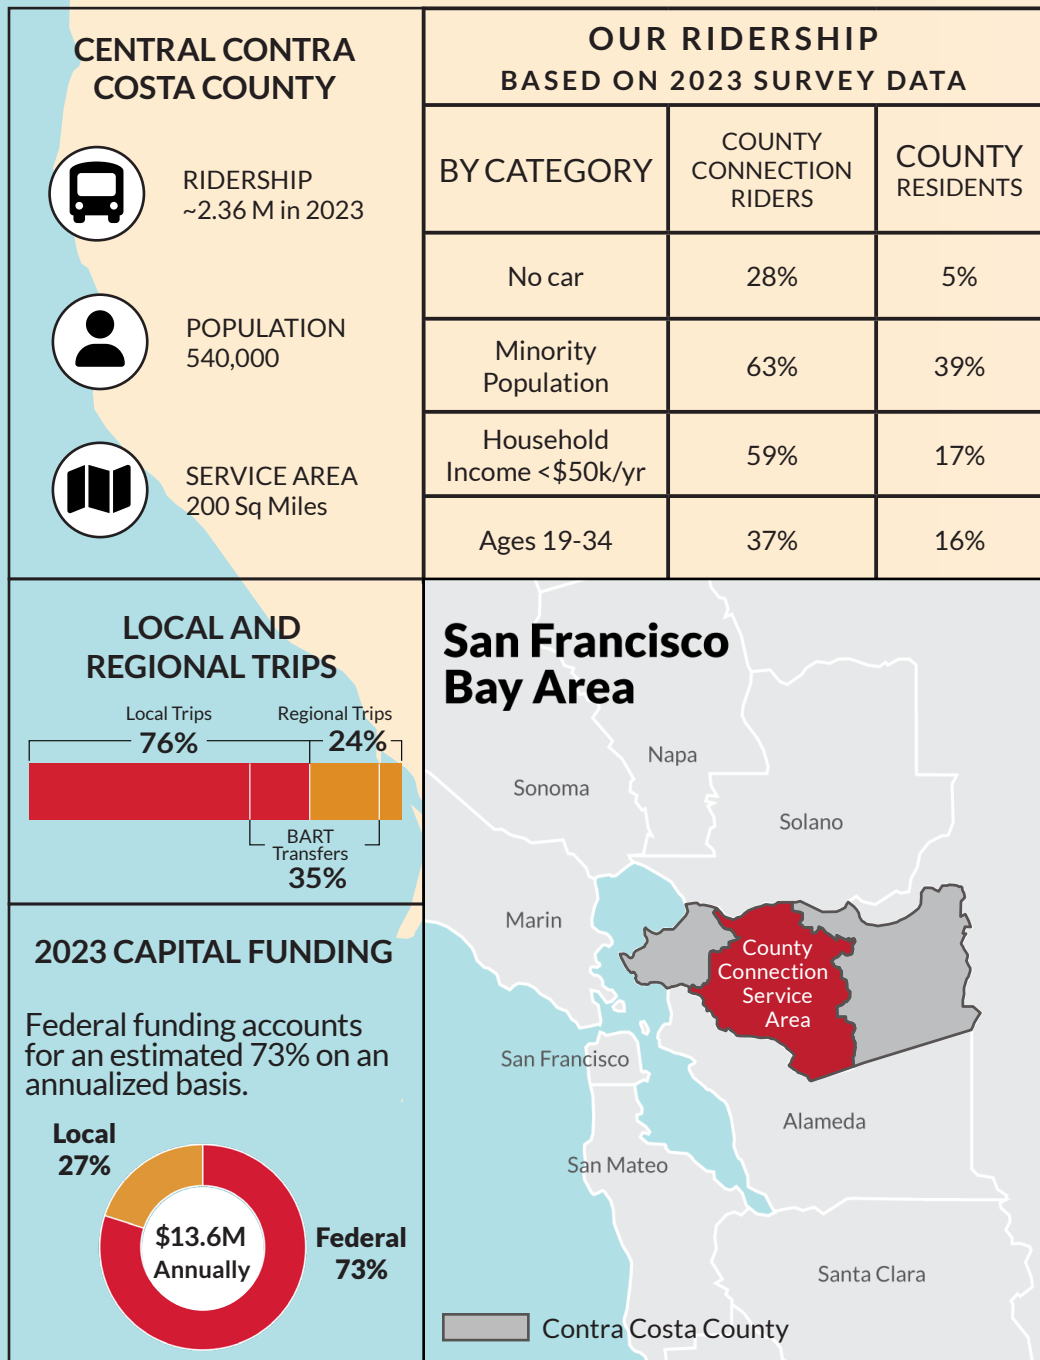 CENTRAL CONTRA
COSTA COUNTY
RIDERSHIP
~2.36 M in 2023
POPULATION
540,000
SERVICE AREA
200 Sq Miles
OUR RIDERSHIP
BASED ON 2023 SURVEY DATA
BY CATEGORY
COUNTY
CONNECTION
RIDERS
COUNTY
RESIDENTS
No car
28%
5%
Minority
Population
63%
39%
Household
Income <$50k/yr
59%
17%
Ages 19-34
37%
16%
LOCAL AND
REGIONAL TRIPS
Local Trips
76%
Regional Trips
24%
BART
Transfers
35%
2023 CAPITAL FUNDING
Federal funding accounts
for an estimated 73% on an
annualized basis.
Local
27%
$13.6M
Annually
Federal
73%
San Francisco
Bay Area
Napa
Sonoma
Solano
Marin
County
Connection
Service
Area
San Francisco
Alameda
San Mateo
Santa Clara
Contra Costa County